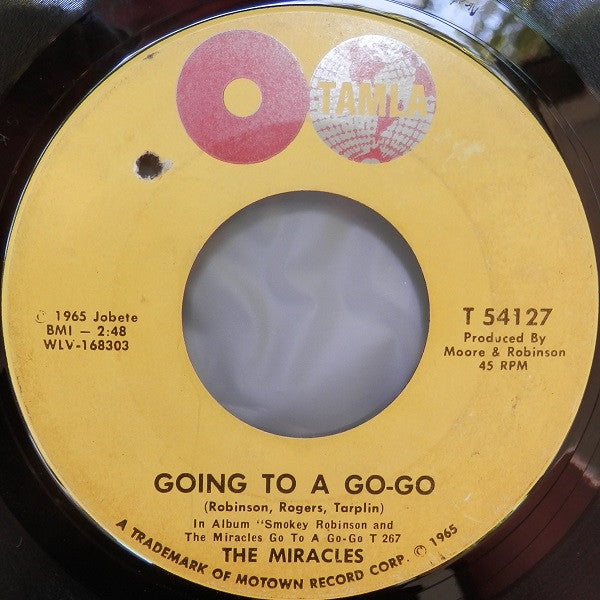 TAMLA
© 1965 Jobete
BMI — 2:48
WLV-168303
T 54127
Produced By
Moore & Robinson
45 RPM
GOING TO A GO-GO
(Robinson, Rogers, Tarplin)
In Album "Smokey Robinson and
The Miracles Go To A Go-Go T 267
THE MIRACLES
A TRADEMARK OF MOTOWN RECORD CORP. © 1965